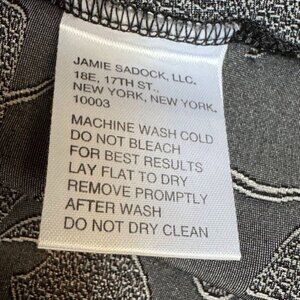 JAMIE SADOCK, LLC.
18E, 17TH ST.,
NEW YORK, NEW YORK,
10003
MACHINE WASH COLD
DO NOT BLEACH
FOR BEST RESULTS
LAY FLAT TO DRY
REMOVE PROMPTLY
AFTER WASH
DO NOT DRY CLEAN